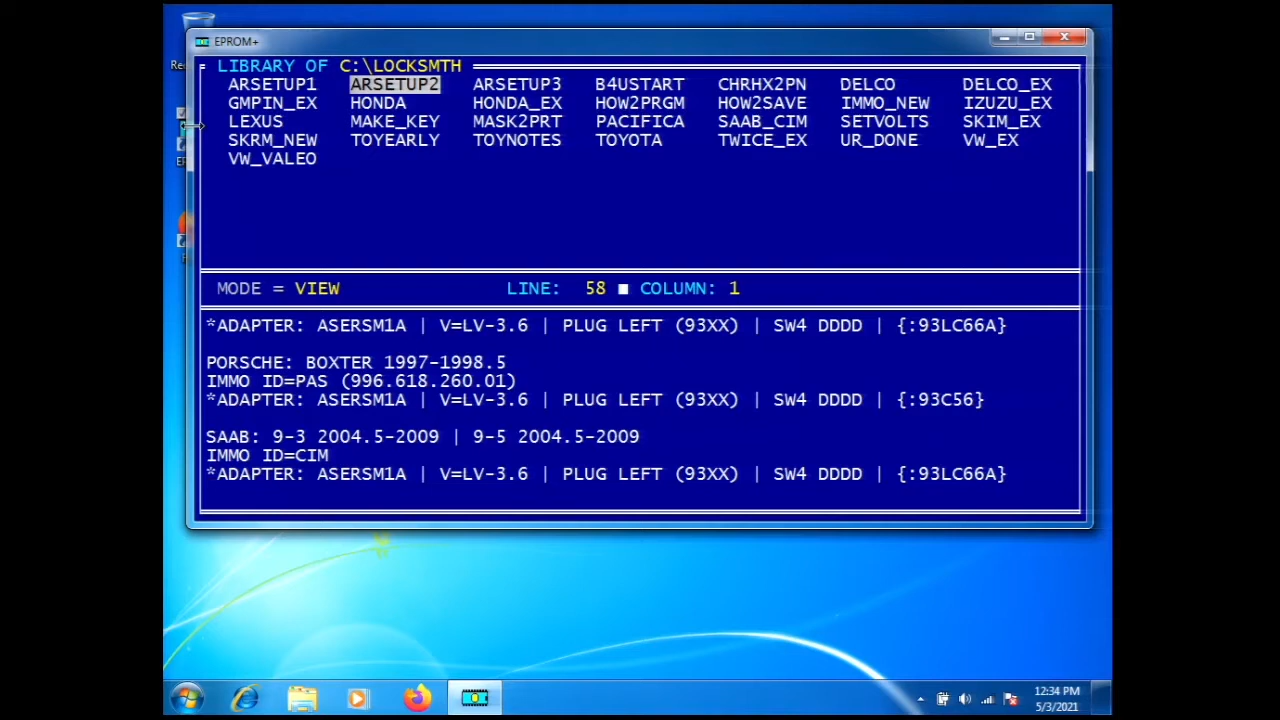 EPROM+
LIBRARY OF C:\LOCKSMTH
ARSETUP1 ARSETUP2 ARSETUP3 B4USTART CHRHX2PN DELCO DELCO_EX
GMPIN_EX HONDA HONDA_EX HOW2PRGM HOW2SAVE IMMO_NEW IZUZU_EX
LEXUS MAKE_KEY MASK2PRT PACIFICA SAAB_CIM SETVOLTS SKIM_EX
SKRM_NEW TOYEARLY TOYNOTES TOYOTA TWICE_EX UR_DONE VW_EX
VW_VALEO
MODE = VIEW LINE: 58 ■ COLUMN: 1
*ADAPTER: ASERSM1A | V=LV-3.6 | PLUG LEFT (93XX) | SW4 DDDD | {:93LC66A}
PORSCHE: BOXTER 1997-1998.5
IMMO ID=PAS (996.618.260.01)
*ADAPTER: ASERSM1A | V=LV-3.6 | PLUG LEFT (93XX) | SW4 DDDD | {:93C56}
SAAB: 9-3 2004.5-2009 | 9-5 2004.5-2009
IMMO ID=CIM
*ADAPTER: ASERSM1A | V=LV-3.6 | PLUG LEFT (93XX) | SW4 DDDD | {:93LC66A}
12:34 PM
5/3/2021